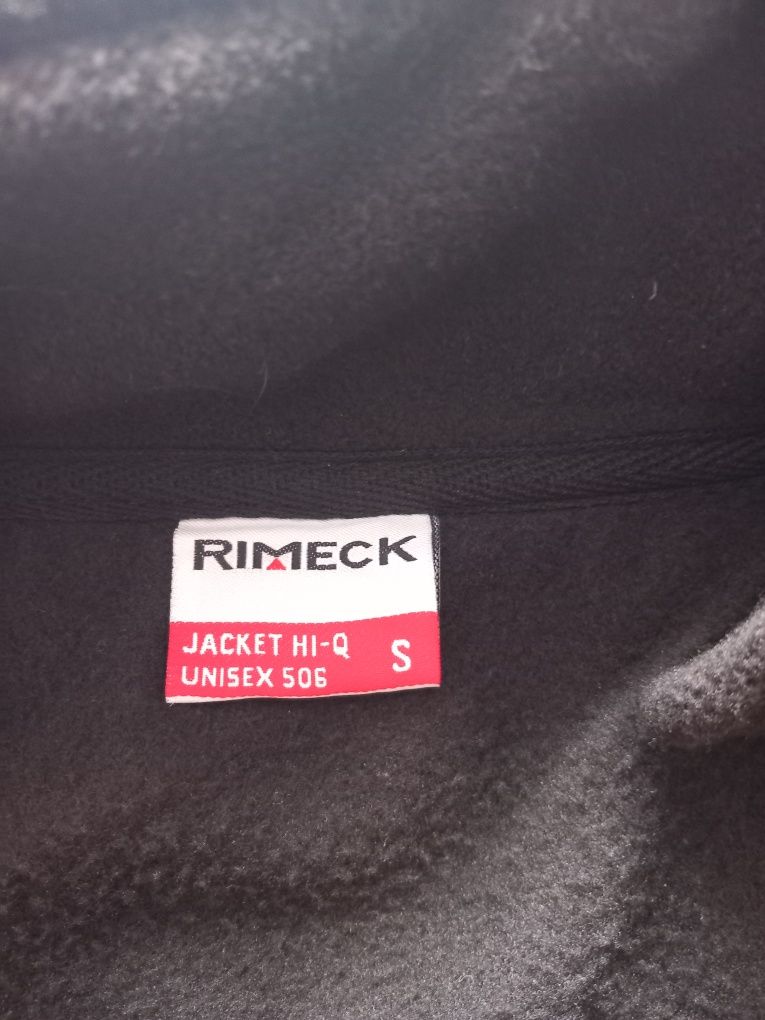 RIMECK
JACKET HI-Q
UNISEX 506
S